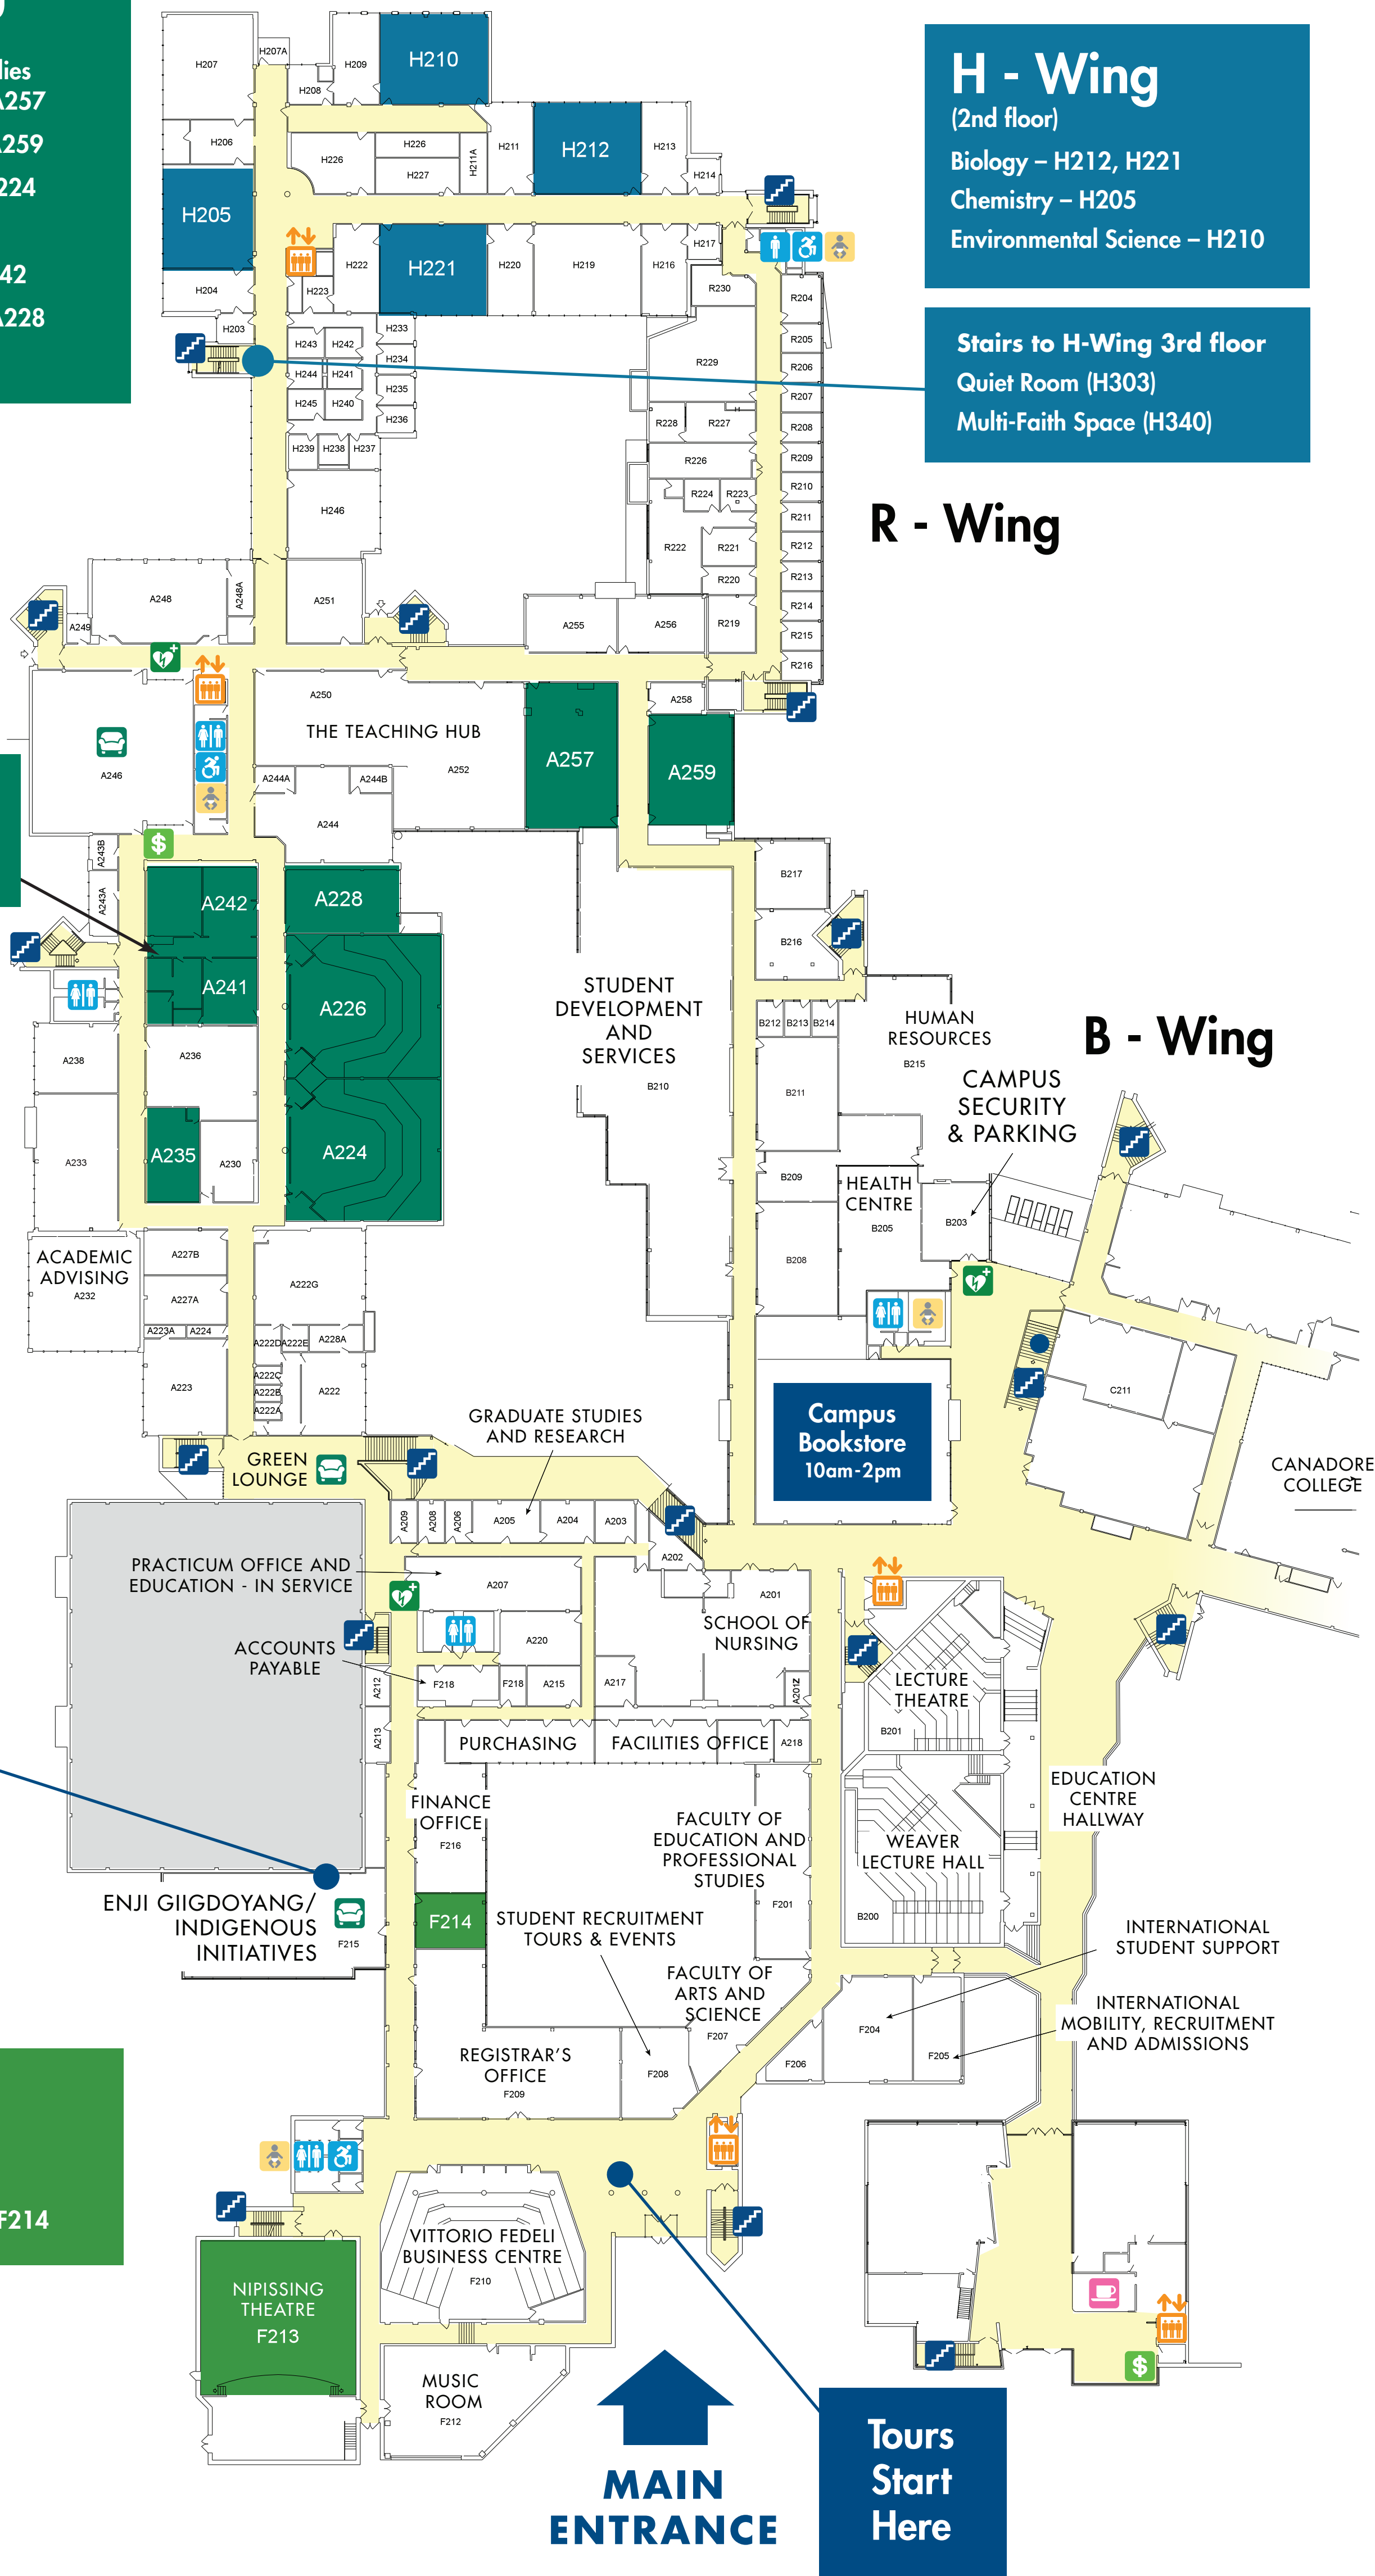 lies
A257
A259
224
42
A228
F214
H - Wing
(2nd floor)
Biology – H212, H221
Chemistry – H205
Environmental Science – H210
Stairs to H-Wing 3rd floor
Quiet Room (H303)
Multi-Faith Space (H340)
R - Wing
B - Wing
H207
H207A
H208
H209
H210
H206
H226
H226
H227
H211A
H211
H212
H213
H214
H205
H204
H203
H223
H222
H221
H220
H219
H216
H217
R230
R204
R205
R206
R207
R208
R209
R210
R211
R212
R213
R214
R215
R216
R229
R228
R227
R226
R224
R223
R222
R221
R220
R219
H243
H242
H233
H244
H241
H234
H245
H240
H235
H236
H239
H238
H237
H246
A248
A248A
A249
A251
A255
A256
A250
THE TEACHING HUB
A252
A257
A258
A259
A246
A244A
A244B
A244
A243B
A243A
A242
A241
A228
A226
A224
A238
A236
A233
A235
A230
STUDENT
DEVELOPMENT
AND
SERVICES
B210
B217
B216
B212
B213
B214
HUMAN
RESOURCES
B215
B211
CAMPUS
SECURITY
& PARKING
B209
HEALTH
CENTRE
B205
B203
B208
ACADEMIC
ADVISING
A232
A227B
A227A
A223A
A224
A223
A222G
A222D
A222E
A228A
A222C
A222B
A222A
A222
C211
CANADORE
COLLEGE
Campus
Bookstore
10am-2pm
GREEN
LOUNGE
GRADUATE STUDIES
AND RESEARCH
A209
A208
A206
A205
A204
A203
A202
PRACTICUM OFFICE AND
EDUCATION - IN SERVICE
A207
A201
SCHOOL OF
NURSING
A220
ACCOUNTS
PAYABLE
A212
F218
F218
A215
A217
A201Z
A213
PURCHASING
FACILITIES OFFICE
A218
LECTURE
THEATRE
B201
FINANCE
OFFICE
F216
FACULTY OF
EDUCATION AND
PROFESSIONAL
STUDIES
F201
WEAVER
LECTURE HALL
B200
EDUCATION
CENTRE
HALLWAY
ENJI GIIGDOYANG/
INDIGENOUS
INITIATIVES
F215
F214
STUDENT RECRUITMENT
TOURS & EVENTS
FACULTY OF
ARTS AND
SCIENCE
F207
INTERNATIONAL
STUDENT SUPPORT
INTERNATIONAL
MOBILITY, RECRUITMENT
AND ADMISSIONS
F204
F205
F206
REGISTRAR'S
OFFICE
F209
F208
VITTORIO FEDELI
BUSINESS CENTRE
F210
NIPISSING
THEATRE
F213
MUSIC
ROOM
F212
MAIN
ENTRANCE
Tours
Start
Here